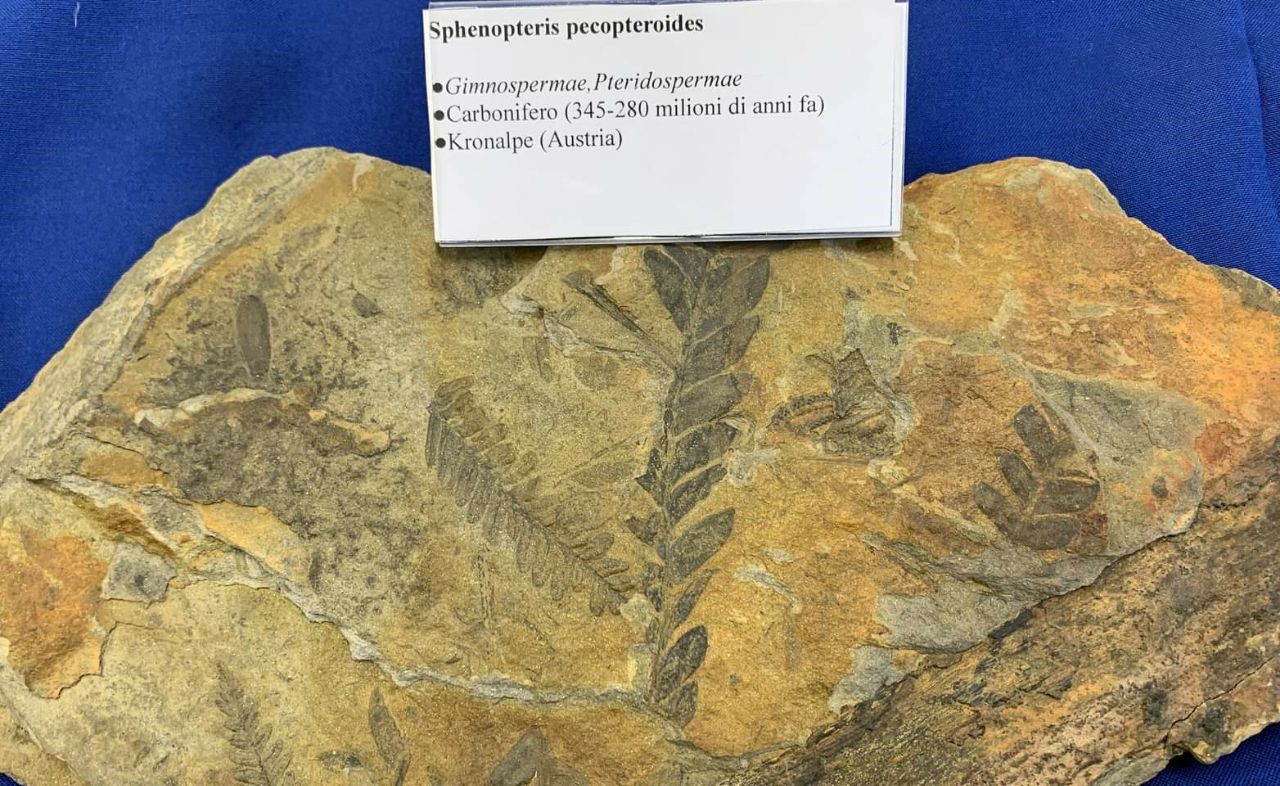 Sphenopteris pecopteroides
●Gimnospermae, Pteridospermae
●Carbonifero (345-280 milioni di anni fa)
●Kronalpe (Austria)